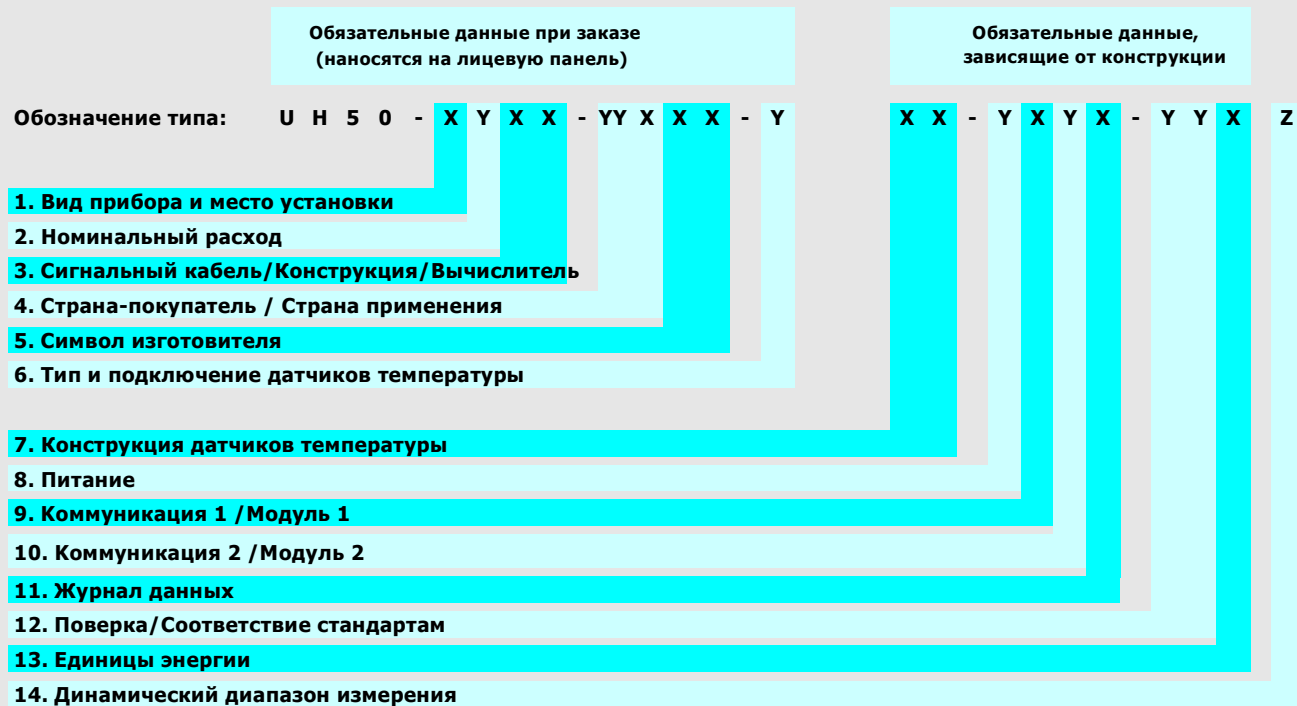 Обязательные данные при заказе
(наносятся на лицевую панель)
Обязательные данные,
зависящие от конструкции
Обозначение типа: U H 5 0 - X Y X X - YY X X X - Y X X - Y X Y X - Y Y X Z
1. Вид прибора и место установки
2. Номинальный расход
3. Сигнальный кабель/Конструкция/Вычислитель
4. Страна-покупатель / Страна применения
5. Символ изготовителя
6. Тип и подключение датчиков температуры
7. Конструкция датчиков температуры
8. Питание
9. Коммуникация 1 /Модуль 1
10. Коммуникация 2 /Модуль 2
11. Журнал данных
12. Поверка/Соответствие стандартам
13. Единицы энергии
14. Динамический диапазон измерения